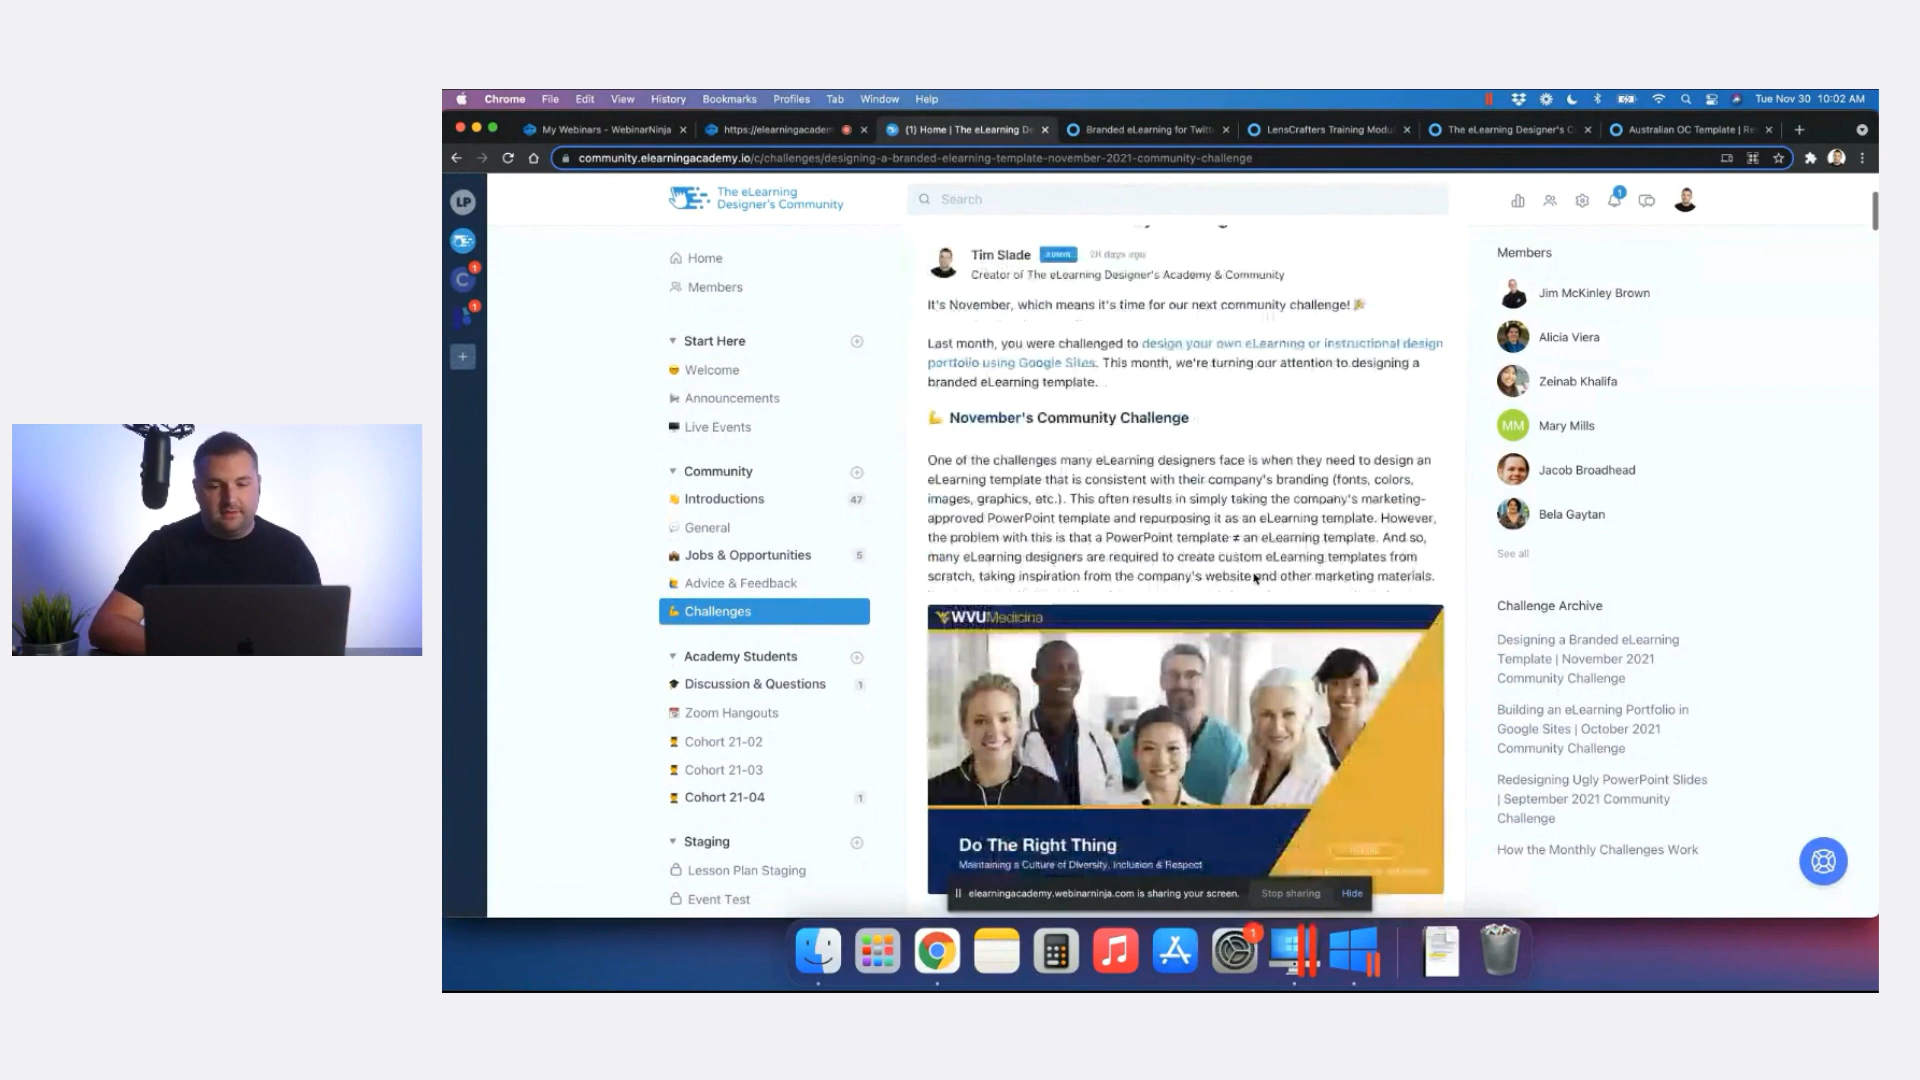 Chrome File Edit View History Bookmarks Profiles Tab Window Help Tue Nov 30 10:02 AM
My Webinars - WebinarNinja https://elearningacadem (1) Home | The eLearning De Branded eLearning for Twitt LensCrafters Training Modul The eLearning Designer's C Australian OC Template | Re
community.elearningacademy.io/c/challenges/designing-a-branded-elearning-template-november-2021-community-challenge
LP
C
1
1
The eLearning
Designer's Community
Search
1
Home
Members
Start Here
Welcome
Announcements
Live Events
Community
Introductions 47
General
Jobs & Opportunities 5
Advice & Feedback
Challenges
Academy Students
Discussion & Questions 1
Zoom Hangouts
Cohort 21-02
Cohort 21-03
Cohort 21-04 1
Staging
Lesson Plan Staging
Event Test
Tim Slade ADMIN 28 days ago
Creator of The eLearning Designer's Academy & Community
It's November, which means it's time for our next community challenge!
Last month, you were challenged to design your own eLearning or instructional design
portfolio using Google Sites. This month, we're turning our attention to designing a
branded eLearning template.
November's Community Challenge
One of the challenges many eLearning designers face is when they need to design an
eLearning template that is consistent with their company's branding (fonts, colors,
images, graphics, etc.). This often results in simply taking the company's marketing-
approved PowerPoint template and repurposing it as an eLearning template. However,
the problem with this is that a PowerPoint template ≠ an eLearning template. And so,
many eLearning designers are required to create custom eLearning templates from
scratch, taking inspiration from the company's website and other marketing materials.
WVUMedicine
Do The Right Thing
Maintaining a Culture of Diversity, Inclusion & Respect
elearningacademy.webinarninja.com is sharing your screen. Stop sharing Hide
Members
Jim McKinley Brown
Alicia Viera
Zeinab Khalifa
MM Mary Mills
Jacob Broadhead
Bela Gaytan
See all
Challenge Archive
Designing a Branded eLearning
Template | November 2021
Community Challenge
Building an eLearning Portfolio in
Google Sites | October 2021
Community Challenge
Redesigning Ugly PowerPoint Slides
| September 2021 Community
Challenge
How the Monthly Challenges Work
1